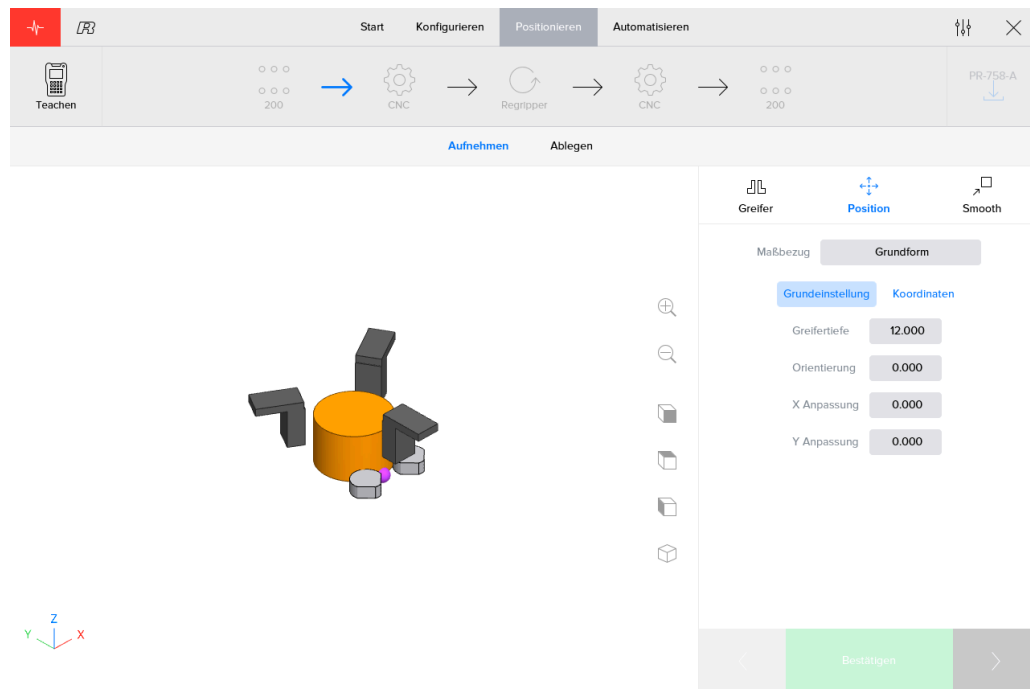 Start Konfigurieren Positionieren Automatisieren
Teachen
200
CNC
Regripper
CNC
200
PR-758-A
Aufnehmen Ablegen
Greifer Position Smooth
Maßbezug Grundform
Grundeinstellung Koordinaten
Greifertiefe 12.000
Orientierung 0.000
X Anpassung 0.000
Y Anpassung 0.000
Z
Y X
Bestätigen